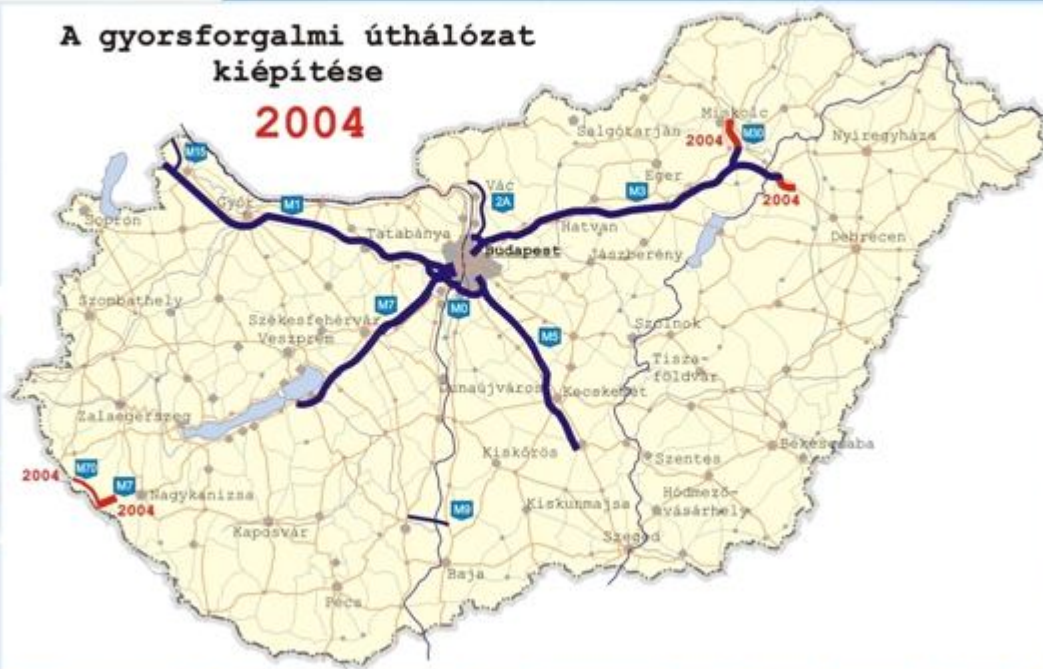 A gyorsforgalmi úthálózat
kiépítése
2004
Miskolc
2004
M30
Salgótarján
Nyíregyháza
M15
Eger
Vác
M3
2A
2004
Sopron
Győr
M1
Hatvan
Tatabánya
Budapest
Jászberény
Debrecen
Szombathely
M7
M0
Székesfehérvár
Veszprém
M5
Szolnok
Tisza-
földvár
Dunaújváros
Kecskemét
Zalaegerszeg
Békéscsaba
Kiskőrös
Szentes
2004
M70
M7
Nagykanizsa
2004
Hódmező-
vásárhely
M9
Kiskunmajsa
Kaposvár
Szeged
Baja
Pécs